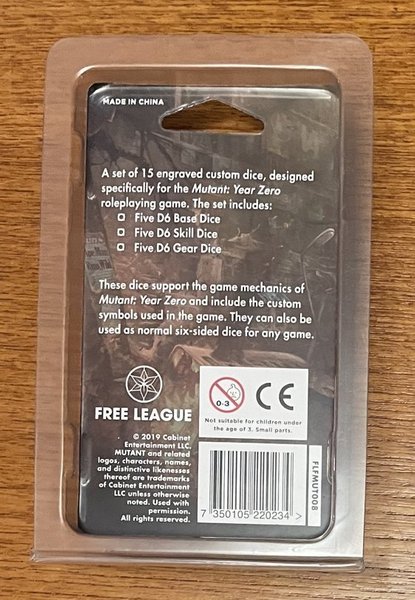 MADE IN CHINA
A set of 15 engraved custom dice, designed
specifically for the Mutant: Year Zero
roleplaying game. The set includes:
Five D6 Base Dice
Five D6 Skill Dice
Five D6 Gear Dice
These dice support the game mechanics of
Mutant: Year Zero and include the custom
symbols used in the game. They can also be
used as normal six-sided dice for any game.
FREE LEAGUE
© 2019 Cabinet
Entertainment LLC.
MUTANT and related
logos, characters, names,
and distinctive likenesses
thereof are trademarks
of Cabinet Entertainment
LLC unless otherwise
noted. Used with
permission.
All rights reserved.
0-3
CE
Not suitable for children under
the age of 3. Small parts.
7 350105 220234 >
FLFMUT008